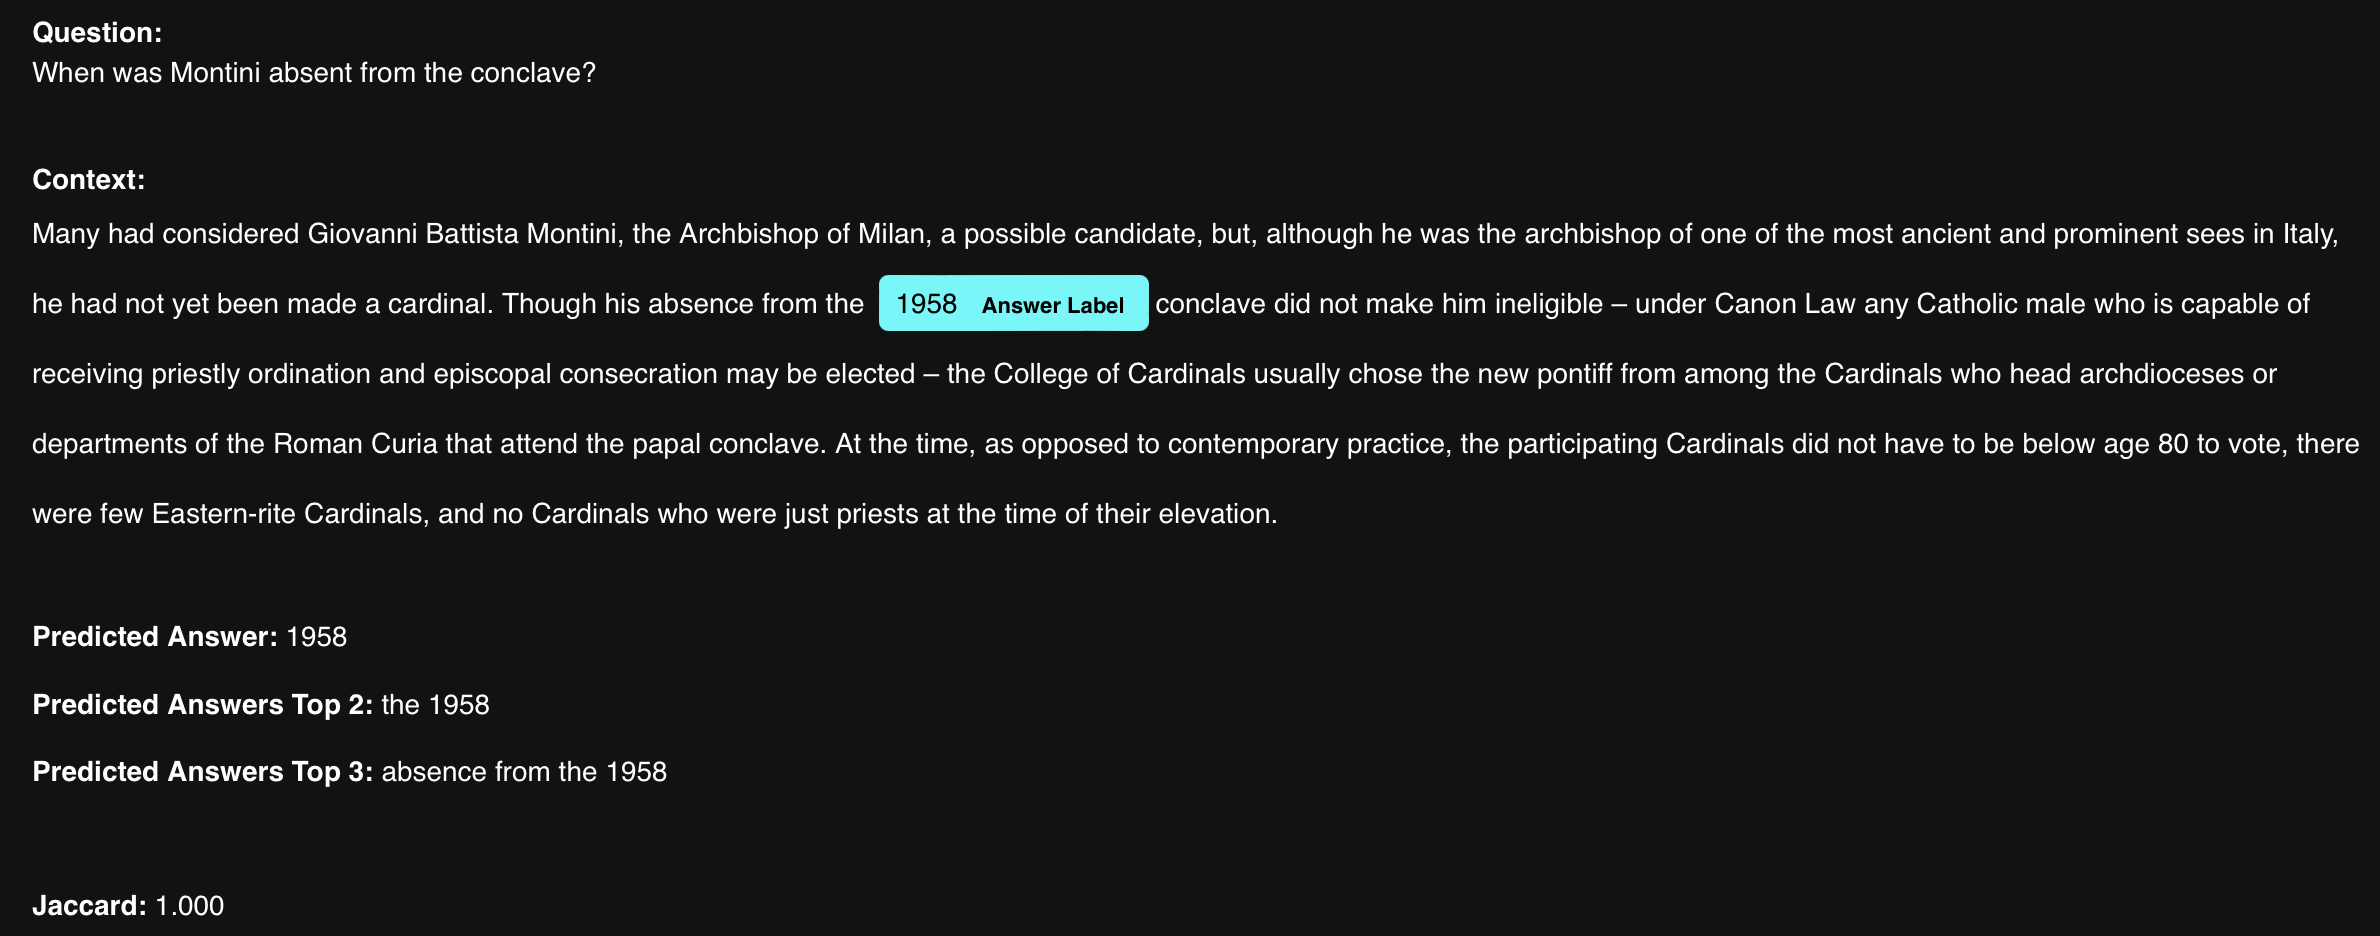 Question:
When was Montini absent from the conclave?
Context:
Many had considered Giovanni Battista Montini, the Archbishop of Milan, a possible candidate, but, although he was the archbishop of one of the most ancient and prominent sees in Italy,
he had not yet been made a cardinal. Though his absence from the 1958 Answer Label conclave did not make him ineligible – under Canon Law any Catholic male who is capable of
receiving priestly ordination and episcopal consecration may be elected – the College of Cardinals usually chose the new pontiff from among the Cardinals who head archdioceses or
departments of the Roman Curia that attend the papal conclave. At the time, as opposed to contemporary practice, the participating Cardinals did not have to be below age 80 to vote, there
were few Eastern-rite Cardinals, and no Cardinals who were just priests at the time of their elevation.
Predicted Answer: 1958
Predicted Answers Top 2: the 1958
Predicted Answers Top 3: absence from the 1958
Jaccard: 1.000